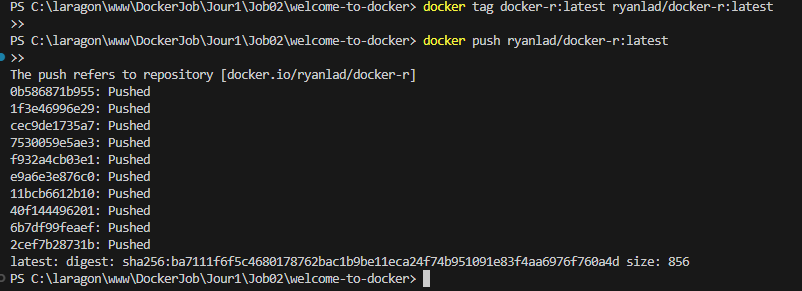 PS C:\laragon\www\DockerJob\Jour1\Job02\welcome-to-docker> docker tag docker-r:latest ryanlad/docker-r:latest
>>
PS C:\laragon\www\DockerJob\Jour1\Job02\welcome-to-docker> docker push ryanlad/docker-r:latest
>>
The push refers to repository [docker.io/ryanlad/docker-r]
0b586871b955: Pushed
1f3e46996e29: Pushed
cec9de1735a7: Pushed
7530059e5ae3: Pushed
f932a4cb03e1: Pushed
e9a6e3e876c0: Pushed
11bcb6612b10: Pushed
40f144496201: Pushed
6b7df99feaef: Pushed
2cef7b28731b: Pushed
latest: digest: sha256:ba7111f6f5c4680178762bac1b9be11eca24f74b951091e83f4aa6976f760a4d size: 856
PS C:\laragon\www\DockerJob\Jour1\Job02\welcome-to-docker>